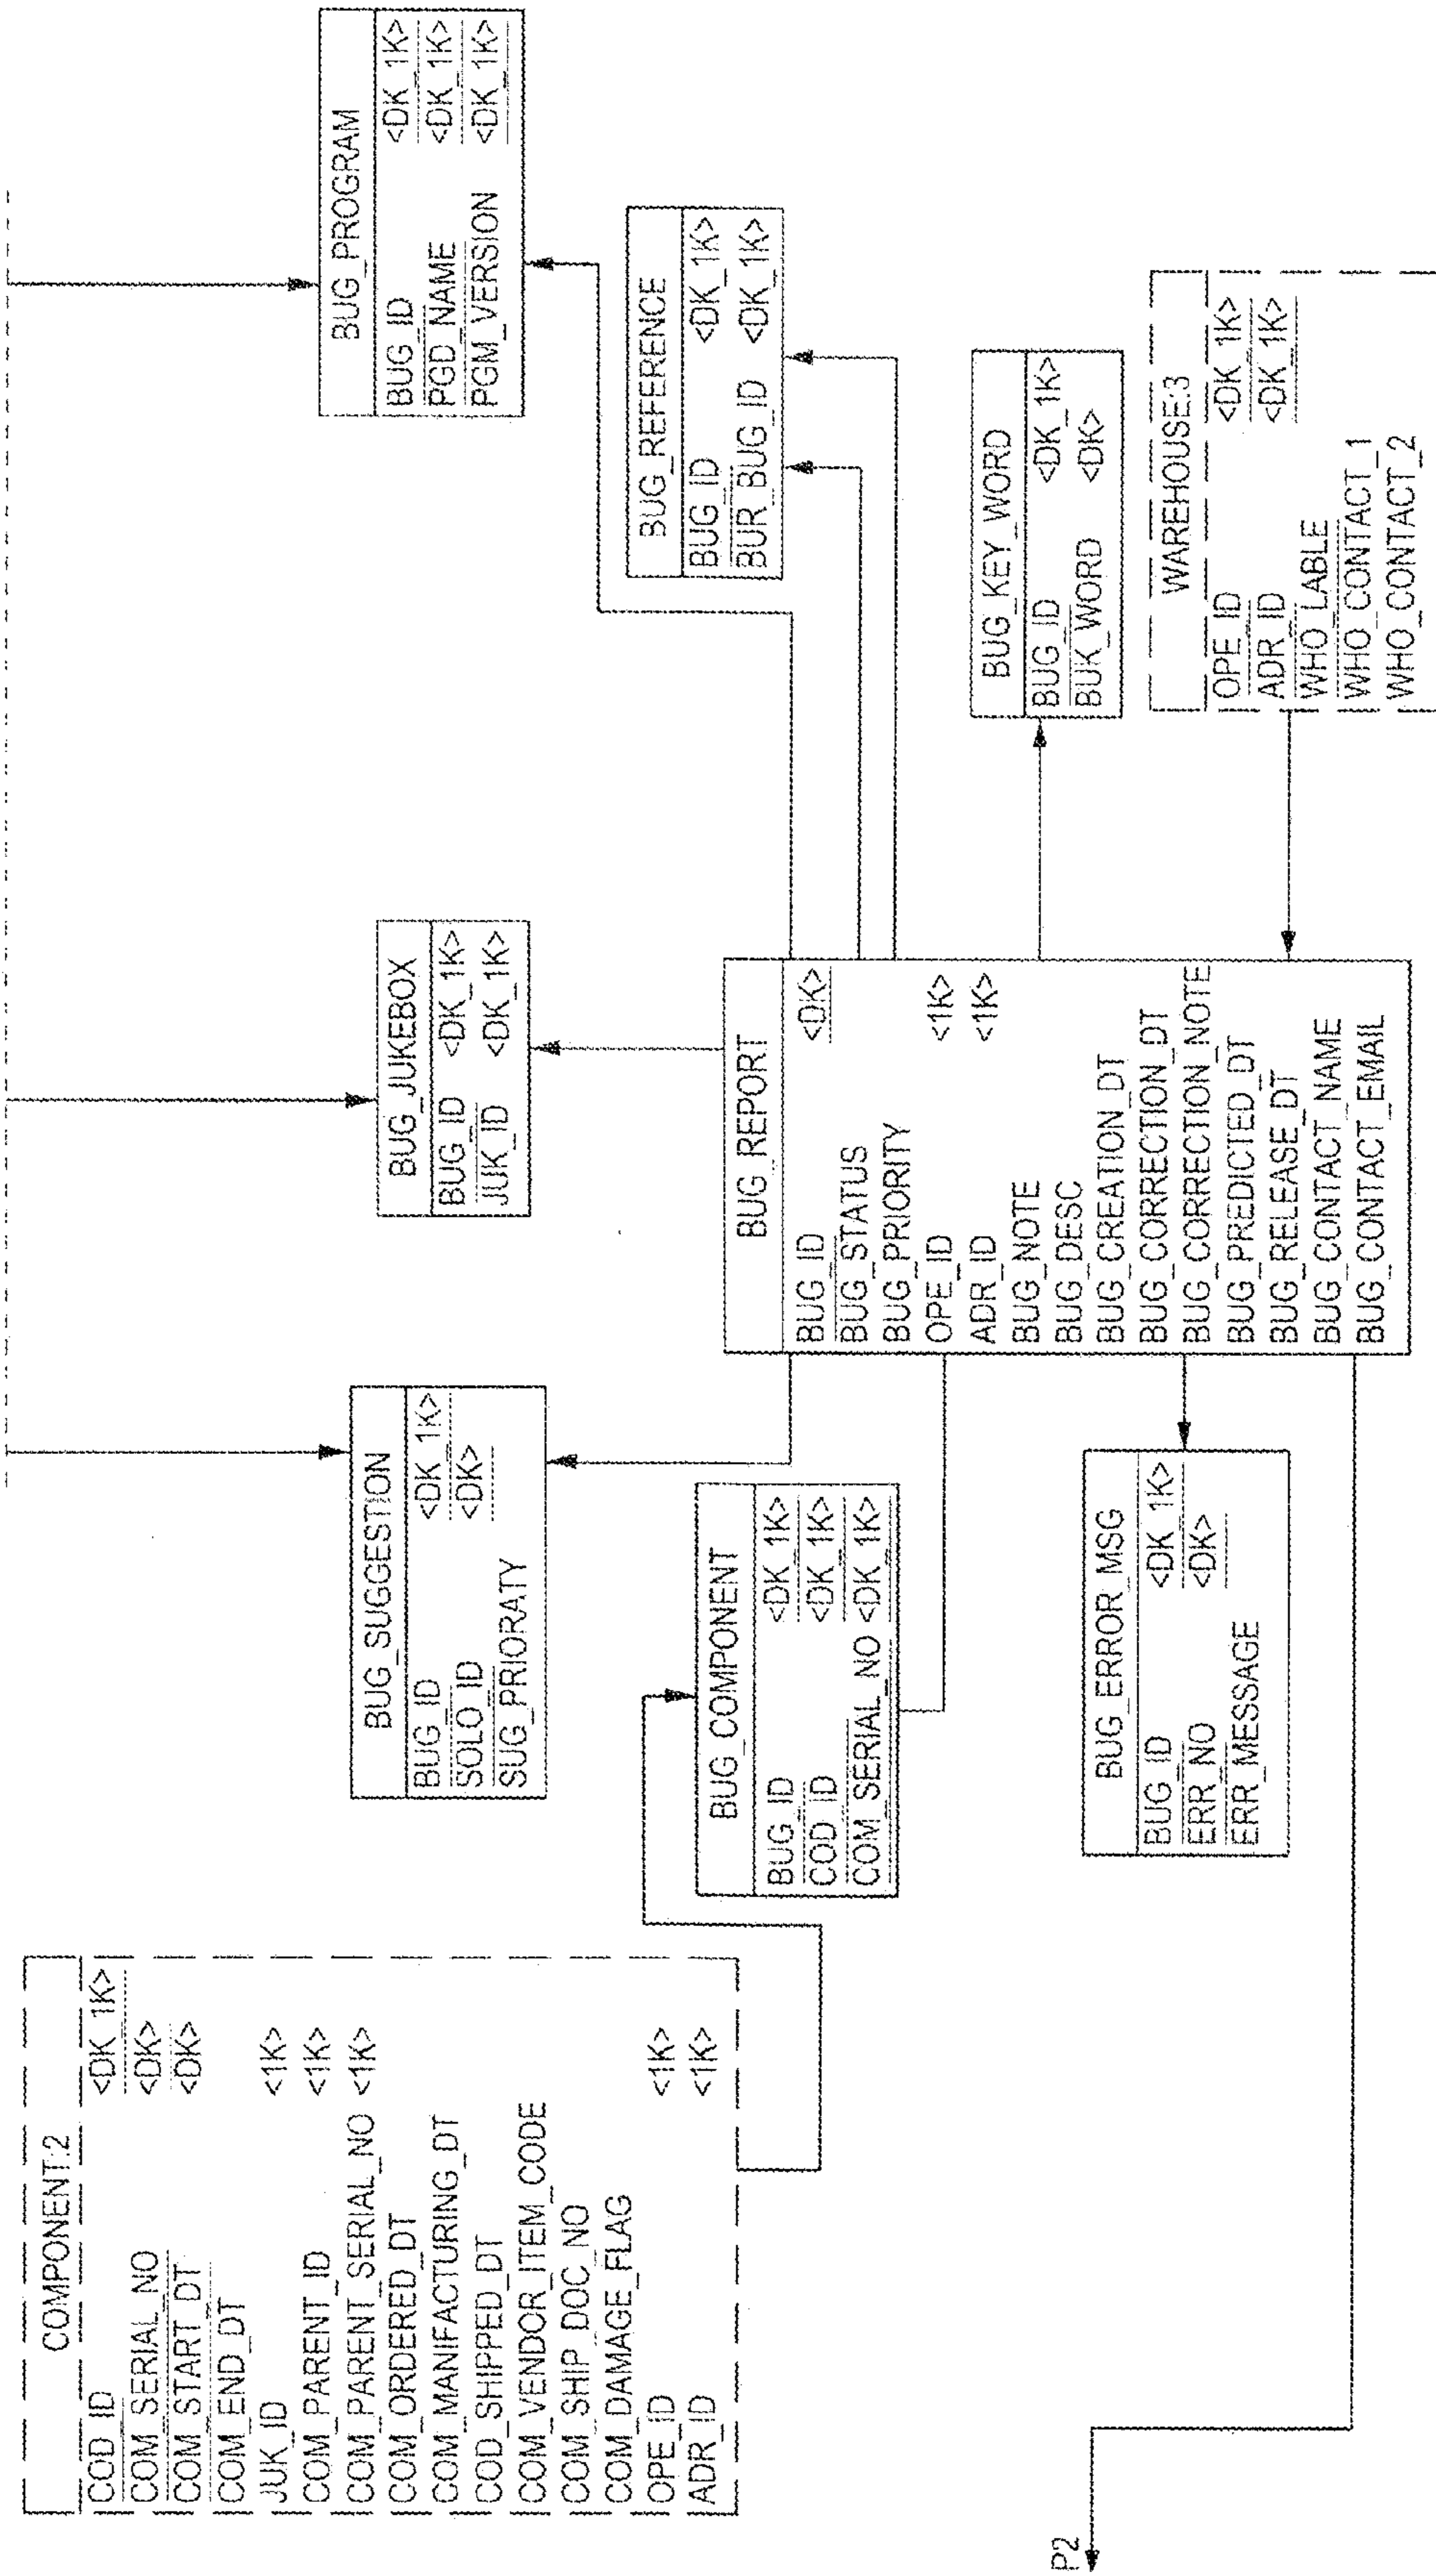 COMPONENT:2
COD_ID <DK_1K>
COM_SERIAL_NO <DK>
COM_START_DT <DK>
COM_END_DT
JUK_ID <1K>
COM_PARENT_ID <1K>
COM_PARENT_SERIAL_NO <1K>
COM_ORDERED_DT
COM_MANIFACTURING_DT
COD_SHIPPED_DT
COM_VENDOR_ITEM_CODE
COM_SHIP_DOC_NO
COM_DAMAGE_FLAG
OPE_ID <1K>
ADR_ID <1K>
BUG_SUGGESTION
BUG_ID <DK_1K>
SOLO_ID <DK>
SUG_PRIORATY
BUG_JUKEBOX
BUG_ID <DK_1K>
JUK_ID <DK_1K>
BUG_PROGRAM
BUG_ID <DK_1K>
PGD_NAME <DK_1K>
PGM_VERSION <DK_1K>
BUG_REFERENCE
BUG_ID <DK_1K>
BUR_BUG_ID <DK_1K>
BUG_COMPONENT
BUG_ID <DK_1K>
COD_ID <DK_1K>
COM_SERIAL_NO <DK_1K>
BUG_REPORT
BUG_ID <DK>
BUG_STATUS
BUG_PRIORITY
OPE_ID <1K>
ADR_ID <1K>
BUG_NOTE
BUG_DESC
BUG_CREATION_DT
BUG_CORRECTION_DT
BUG_CORRECTION_NOTE
BUG_PREDICTED_DT
BUG_RELEASE_DT
BUG_CONTACT_NAME
BUG_CONTACT_EMAIL
BUG_KEY_WORD
BUG_ID <DK_1K>
BUK_WORD <DK>
BUG_ERROR_MSG
BUG_ID <DK_1K>
ERR_NO <DK>
ERR_MESSAGE
WAREHOUSE:3
OPE_ID <DK_1K>
ADR_ID <DK_1K>
WHO_LABLE
WHO_CONTACT_1
WHO_CONTACT_2
P2